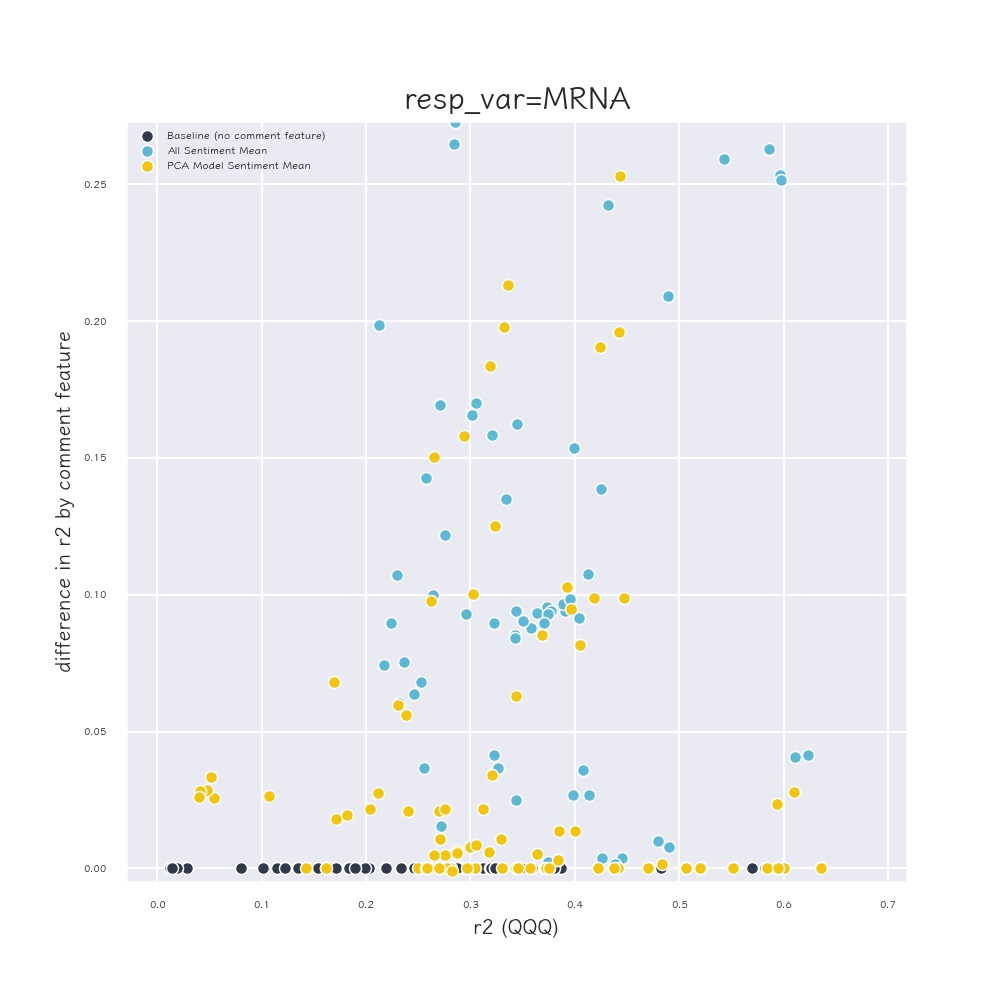 resp_var=MRNA
Baseline (no comment feature)
All Sentiment Mean
PCA Model Sentiment Mean
difference in r2 by comment feature
0.25
0.20
0.15
0.10
0.05
0.00
0.0 0.1 0.2 0.3 0.4 0.5 0.6 0.7
r2 (QQQ)